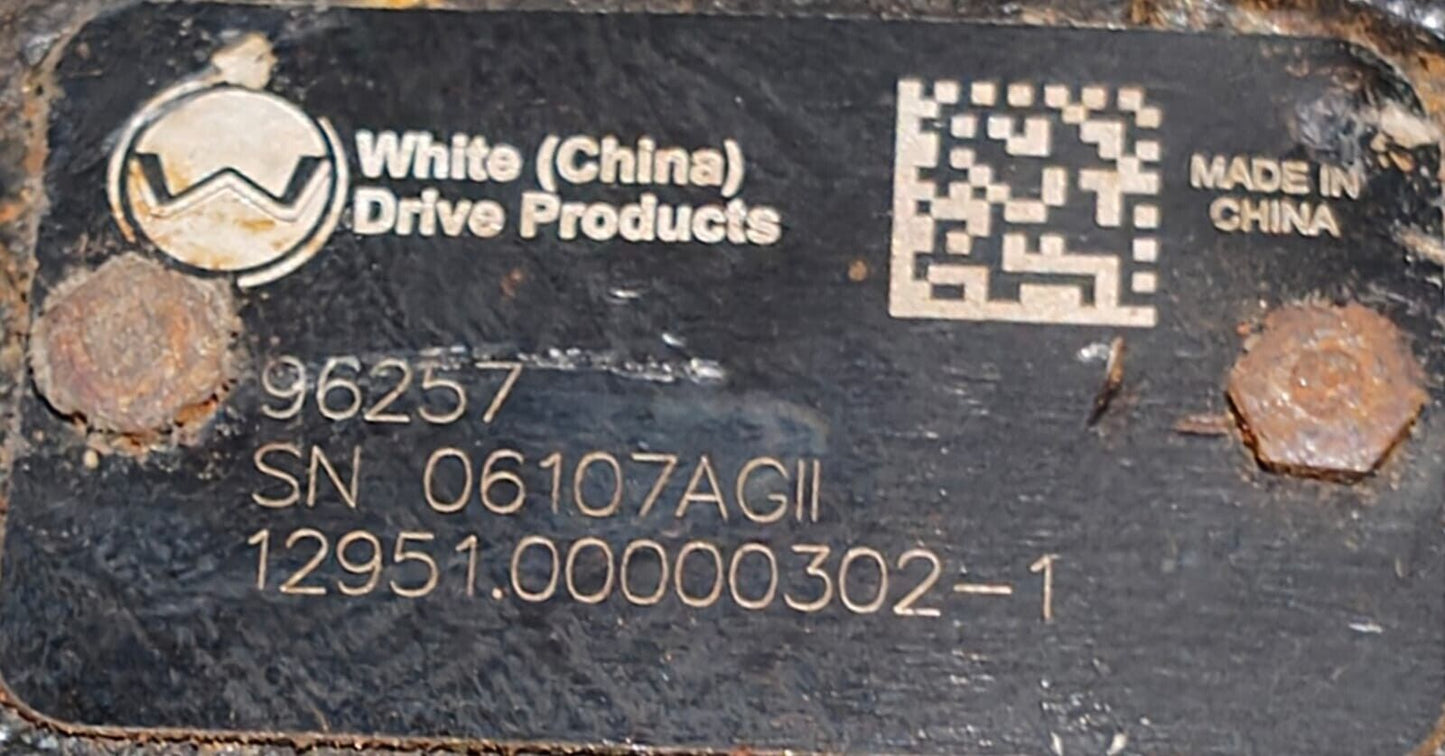 White (China)
Drive Products
MADE IN
CHINA
96257
SN 06107AGII
12951.00000302-1